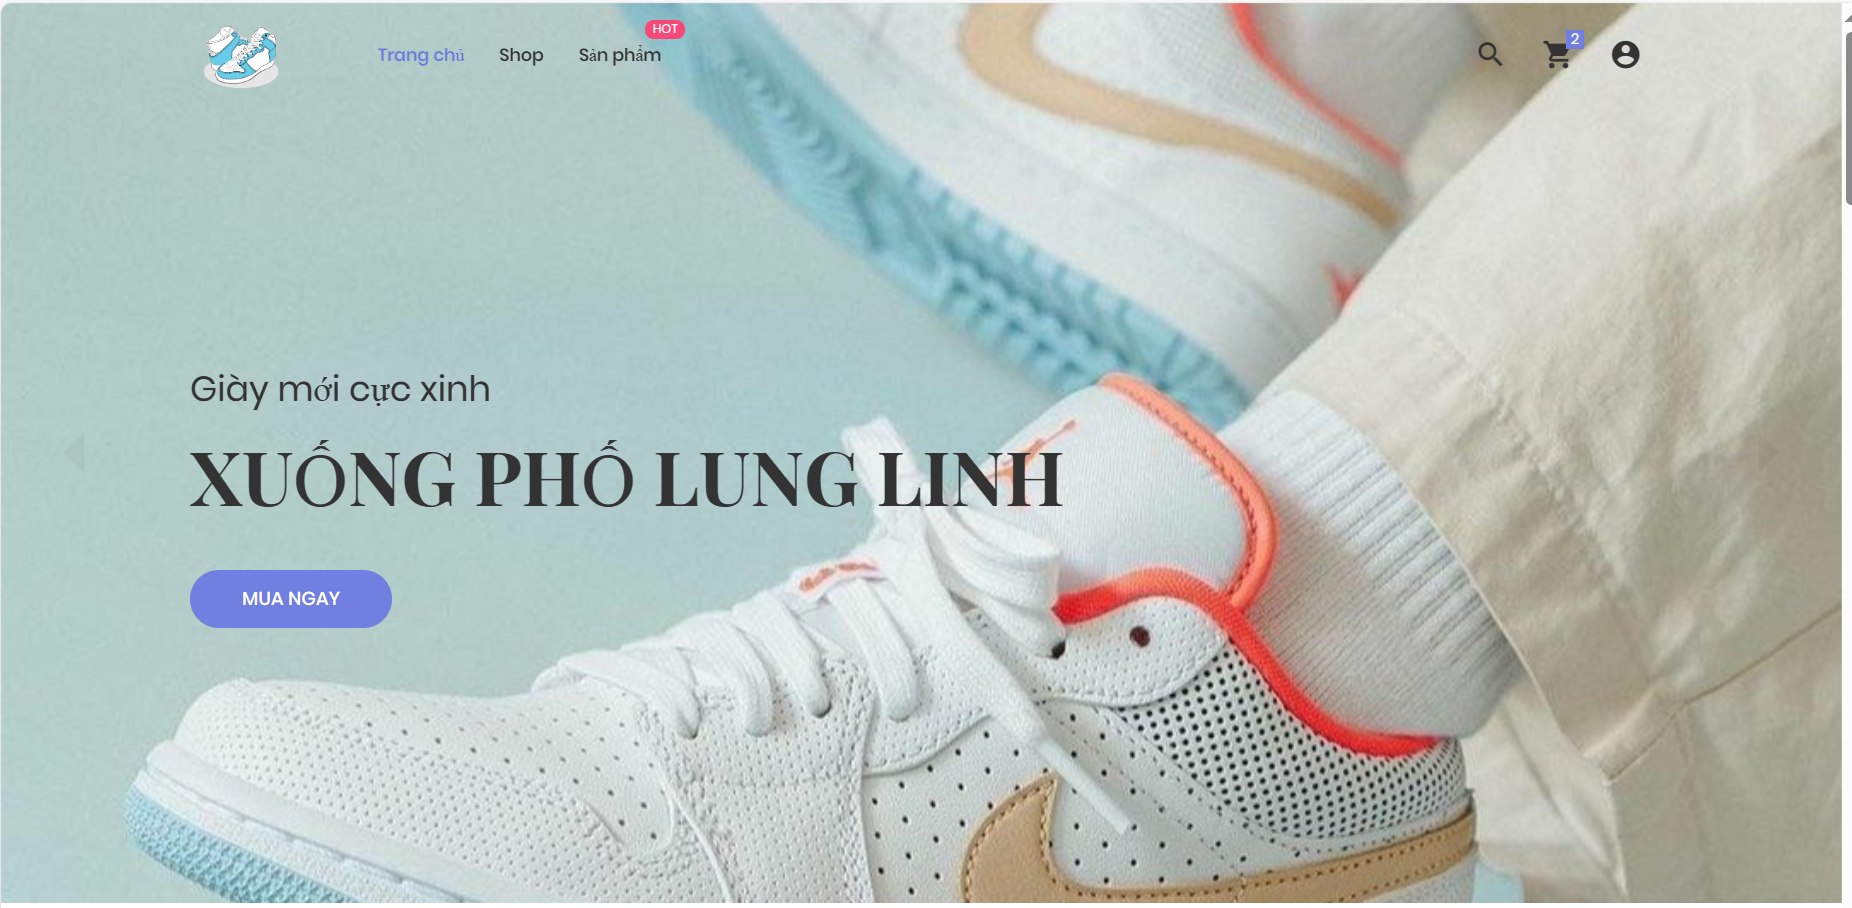 Trang chủ
Shop
Sản phẩm
HOT
2
Giày mới cực xinh
XUỐNG PHỐ LUNG LINH
MUA NGAY